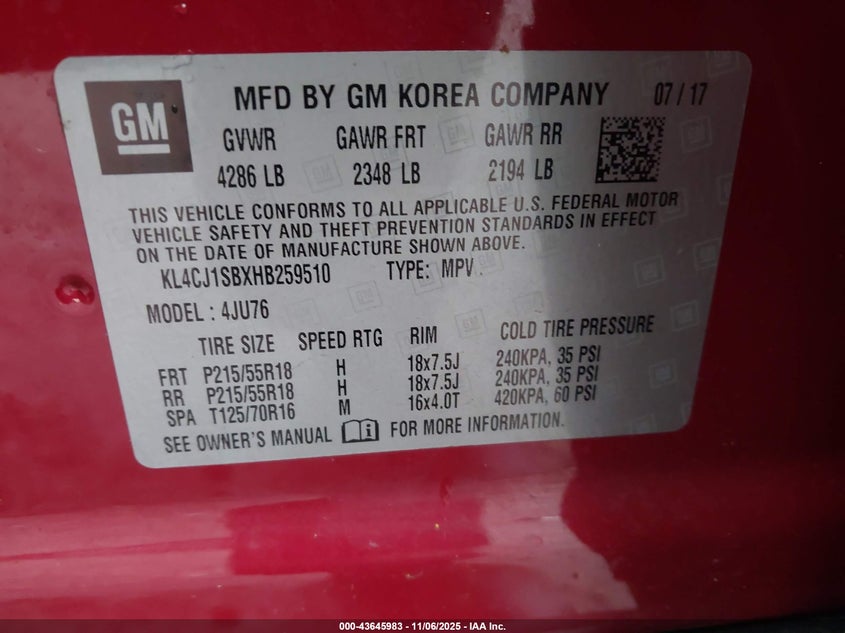 GM
MFD BY GM KOREA COMPANY 07/17
GVWR GAWR FRT GAWR RR
4286 LB 2348 LB 2194 LB
THIS VEHICLE CONFORMS TO ALL APPLICABLE U.S. FEDERAL MOTOR
VEHICLE SAFETY AND THEFT PREVENTION STANDARDS IN EFFECT
ON THE DATE OF MANUFACTURE SHOWN ABOVE.
KL4CJ1SBXHB259510 TYPE: MPV
MODEL: 4JU76
TIRE SIZE SPEED RTG RIM COLD TIRE PRESSURE
FRT P215/55R18 H 18x7.5J 240KPA, 35 PSI
RR P215/55R18 H 18x7.5J 240KPA, 35 PSI
SPA T125/70R16 M 16x4.0T 420KPA, 60 PSI
SEE OWNER'S MANUAL i FOR MORE INFORMATION.
000-43645983 - 11/06/2025 - IAA Inc.